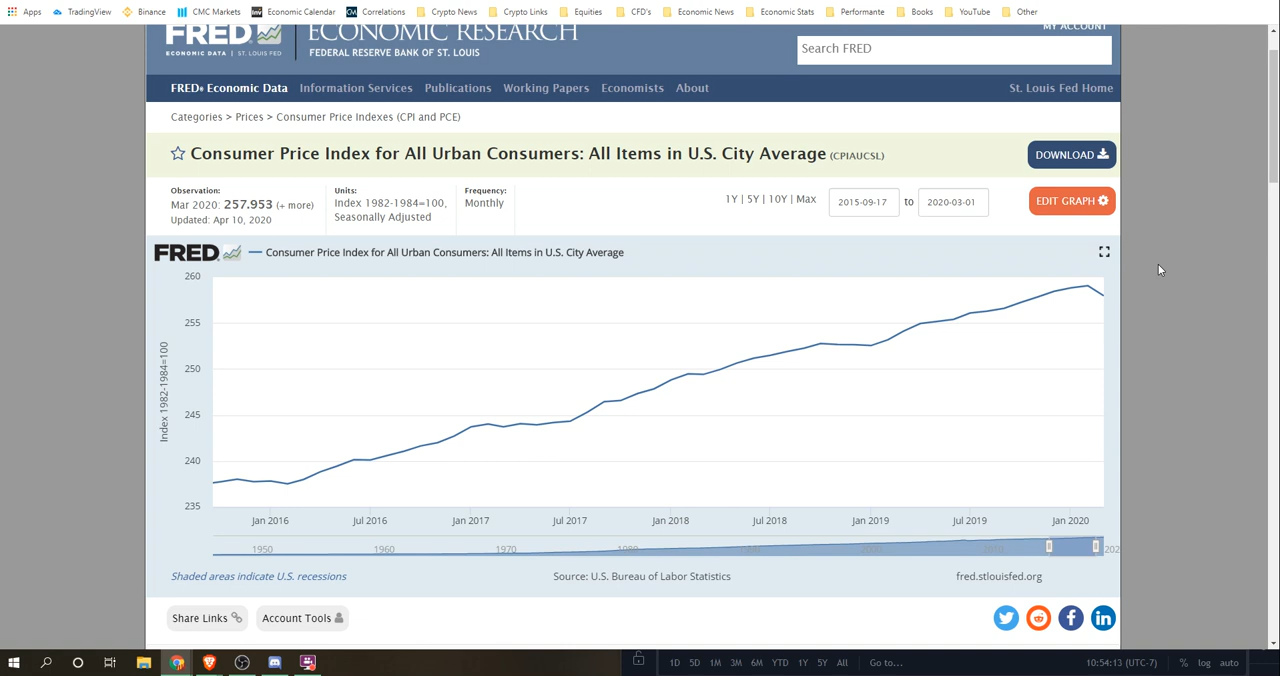 Apps TradingView Binance CMC Markets Economic Calendar Correlations Crypto News Crypto Links Equities CFD's Economic News Economic Stats Performante Books YouTube Other
FRED ECONOMIC RESEARCH
ECONOMIC DATA | ST. LOUIS FED
FEDERAL RESERVE BANK OF ST. LOUIS
MY ACCOUNT
Search FRED
FRED® Economic Data Information Services Publications Working Papers Economists About St. Louis Fed Home
Categories > Prices > Consumer Price Indexes (CPI and PCE)
Consumer Price Index for All Urban Consumers: All Items in U.S. City Average (CPIAUCSL)
DOWNLOAD
Observation:
Mar 2020: 257.953 (+ more)
Updated: Apr 10, 2020
Units:
Index 1982-1984=100,
Seasonally Adjusted
Frequency:
Monthly
1Y | 5Y | 10Y | Max
2015-09-17 to 2020-03-01
EDIT GRAPH
FRED Consumer Price Index for All Urban Consumers: All Items in U.S. City Average
260
255
250
245
240
235
Index 1982-1984=100
Jan 2016 Jul 2016 Jan 2017 Jul 2017 Jan 2018 Jul 2018 Jan 2019 Jul 2019 Jan 2020
1950 1960 1970 1980
Shaded areas indicate U.S. recessions Source: U.S. Bureau of Labor Statistics fred.stlouisfed.org
Share Links Account Tools
1D 5D 1M 3M 6M YTD 1Y 5Y All Go to... 10:54:13 (UTC-7) % log auto